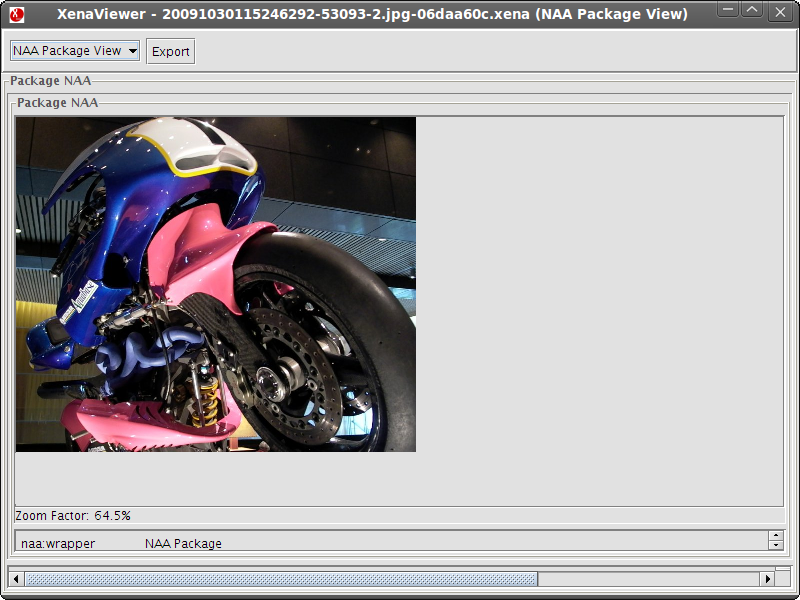 XenaViewer - 20091030115246292-53093-2.jpg-06daa60c.xena (NAA Package View)
NAA Package View Export
Package NAA
Package NAA
Zoom Factor: 64.5%
naa:wrapper NAA Package